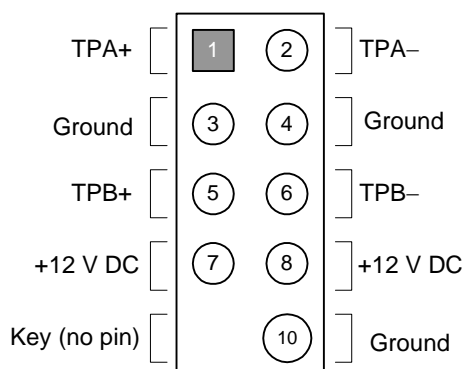 TPA+ 1 2 TPA−
Ground 3 4 Ground
TPB+ 5 6 TPB−
+12 V DC 7 8 +12 V DC
Key (no pin) 10 Ground